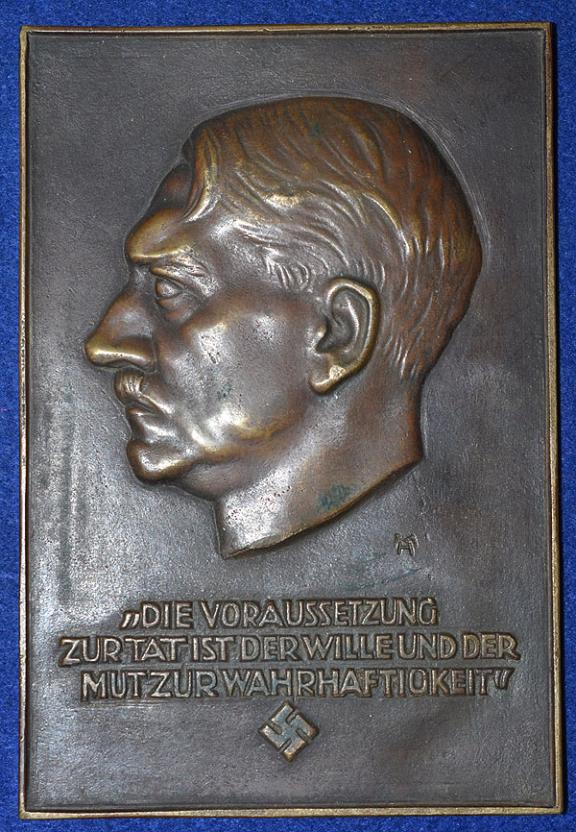 „DIE VORAUSSETZUNG
ZUR TAT IST DER WILLE UND DER
MUT ZUR WAHRHAFTIGKEIT“